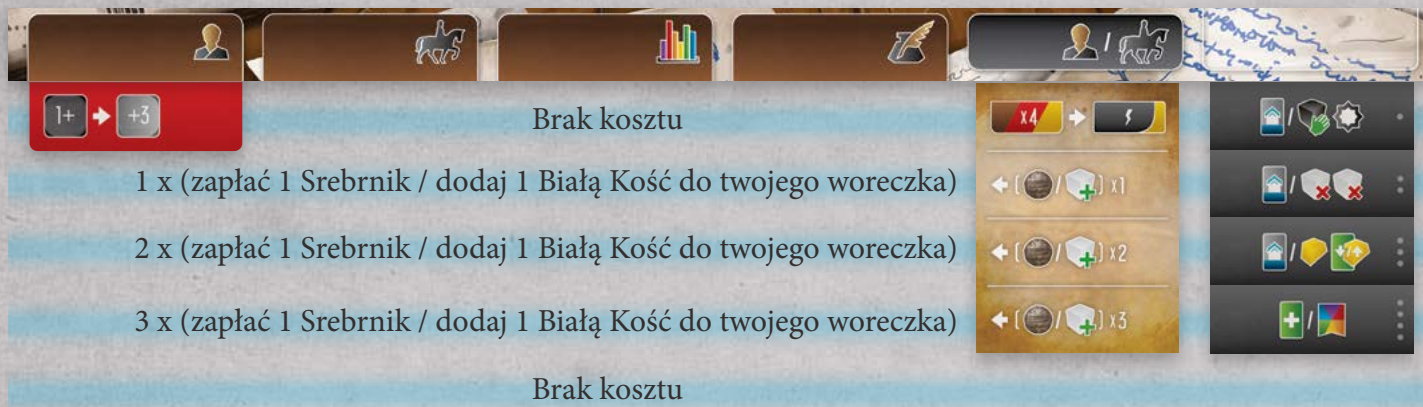 1+ +3
Brak kosztu
X4
1 x (zapłać 1 Srebrnik / dodaj 1 Białą Kość do twojego woreczka)
( / ) x1
2 x (zapłać 1 Srebrnik / dodaj 1 Białą Kość do twojego woreczka)
( / ) x2
3 x (zapłać 1 Srebrnik / dodaj 1 Białą Kość do twojego woreczka)
( / ) x3
Brak kosztu